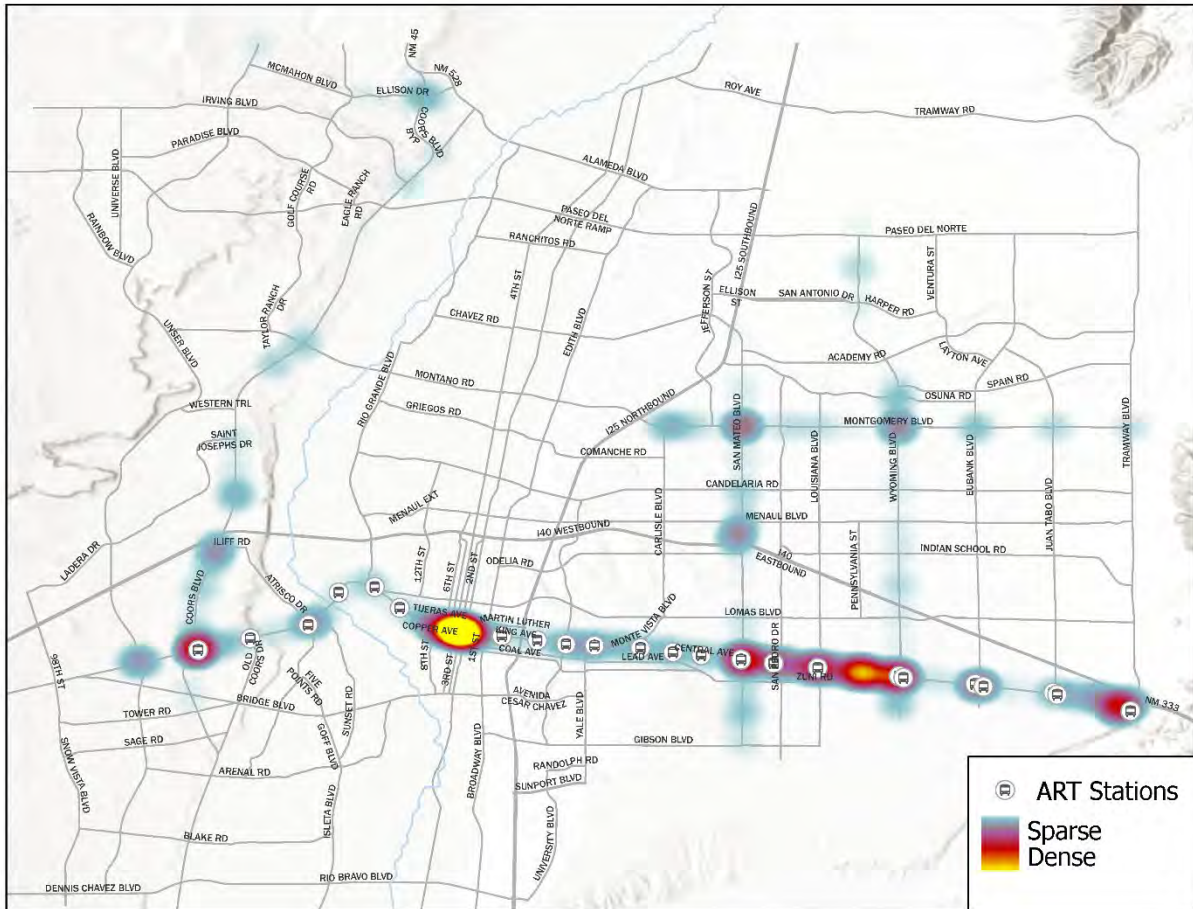 NM 45
NM 528
MCMAHON BLVD
ELLISON DR
IRVING BLVD
COORS BLVD
BYP
PARADISE BLVD
UNIVERSE BLVD
GOLF COURSE
RD
EAGLE RANCH
RD
RAINBOW BLVD
ROY AVE
TRAMWAY RD
ALAMEDA BLVD
PASEO DEL
NORTE RAMP
PASEO DEL NORTE
RANCHITOS RD
I25 SOUTHBOUND
4TH ST
EDITH BLVD
JEFFERSON ST
ELLISON
ST
SAN ANTONIO DR
HARPER RD
VENTURA ST
TAYLOR RANCH
DR
CHAVEZ RD
UNSER BLVD
RIO GRANDE BLVD
ACADEMY RD
LAYTON AVE
SPAIN RD
OSUNA RD
MONTANO RD
GRIEGOS RD
I25 NORTHBOUND
WESTERN TRL
SAINT
JOSEPHS DR
COMANCHE RD
SAN MATEO BLVD
MONTGOMERY BLVD
LOUISIANA BLVD
WYOMING BLVD
EUBANK BLVD
TRAMWAY BLVD
CANDELARIA RD
MENAUL EXT
CARLISLE BLVD
MENAUL BLVD
JUAN TABO BLVD
I40 WESTBOUND
I40
EASTBOUND
INDIAN SCHOOL RD
PENNSYLVANIA ST
LADERA DR
ILIFF RD
ATRISCO DR
COORS BLVD
12TH ST
6TH ST
2ND ST
ODELIA RD
TIJERAS AVE
MARTIN LUTHER
KING AVE
COPPER AVE
COAL AVE
MONTE VISTA BLVD
LOMAS BLVD
CENTRAL AVE
LEAD AVE
SAN PEDRO DR
ZUNI RD
98TH ST
OLD
COORS DR
FIVE
POINTS RD
SUNSET RD
8TH ST
3RD ST
1ST ST
BRIDGE BLVD
AVENIDA
CESAR CHAVEZ
YALE BLVD
NM 333
TOWER RD
SAGE RD
ARENAL RD
GOFF BLVD
SNOW VISTA BLVD
BROADWAY BLVD
GIBSON BLVD
RANDOLPH RD
SUNPORT BLVD
ISLETA BLVD
UNIVERSITY BLVD
BLAKE RD
RIO BRAVO BLVD
DENNIS CHAVEZ BLVD
ART Stations
Sparse
Dense